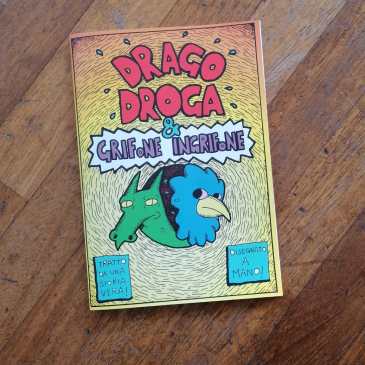 DRAGO
DROGA
&
GRIFONE INGRIFONE
TRATTO
DA UNA
STORIA
VERA!
DISEGNATO
A
MANO!